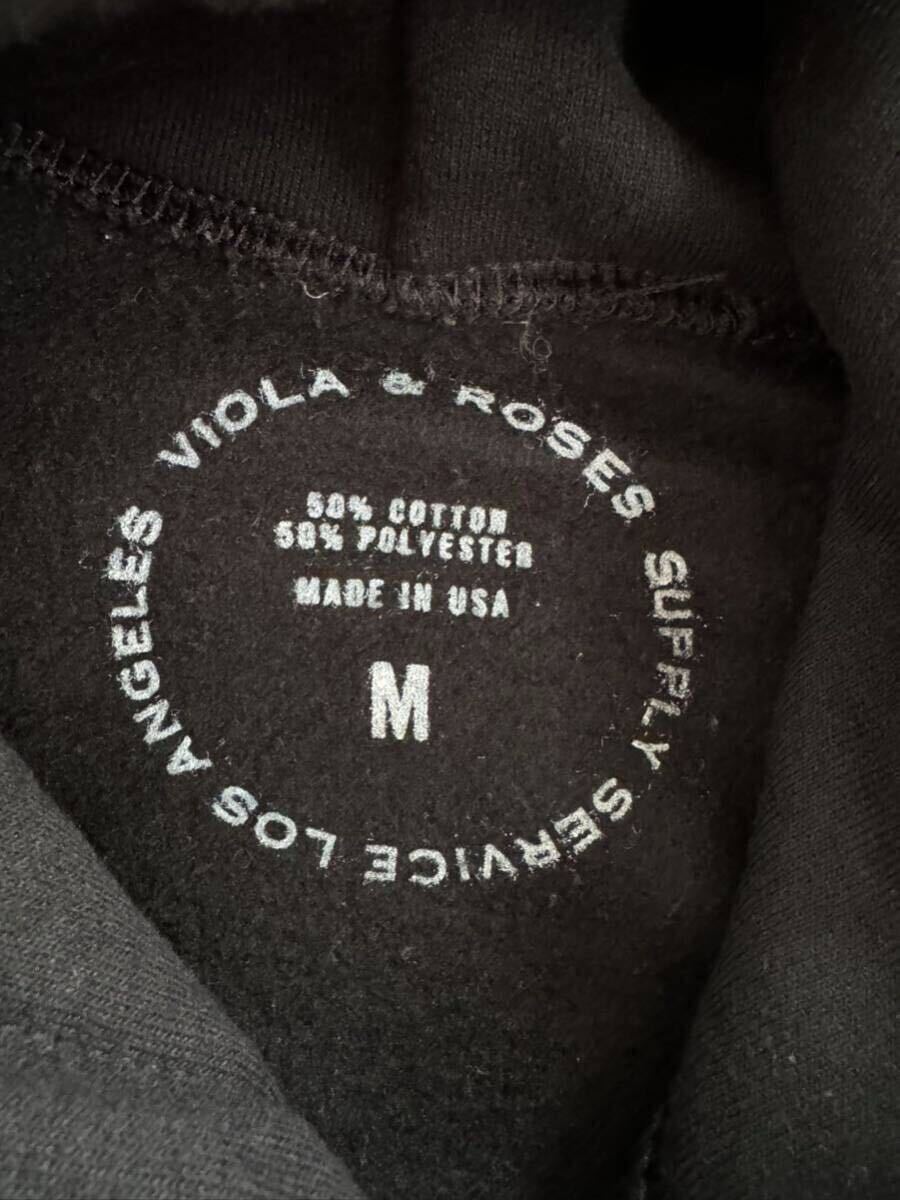 VIOLA & ROSES SUPPLY SERVICE LOS ANGELES
50% COTTON
50% POLYESTER
MADE IN USA
M